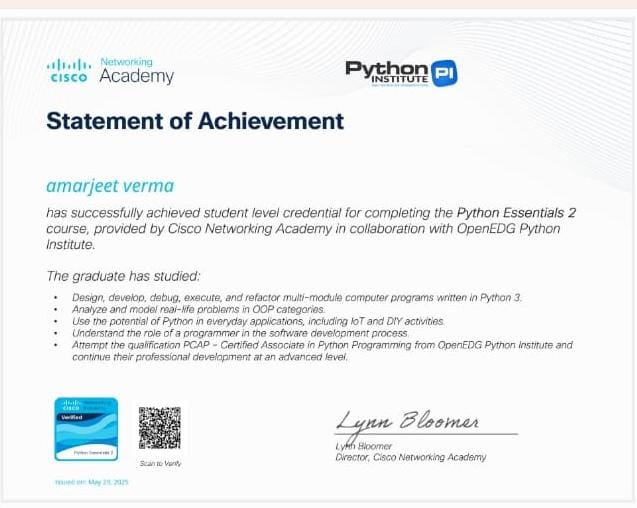 Networking
CISCO Academy
Python
INSTITUTE PI
Statement of Achievement
amarjeet verma
has successfully achieved student level credential for completing the Python Essentials 2
course, provided by Cisco Networking Academy in collaboration with OpenEDG Python
Institute.
The graduate has studied:
• Design, develop, debug, execute, and refactor multi-module computer programs written in Python 3.
• Analyze and model real-life problems in OOP categories.
• Use the potential of Python in everyday applications, including IoT and DIY activities.
• Understand the role of a programmer in the software development process.
• Attempt the qualification PCAP – Certified Associate in Python Programming from OpenEDG Python Institute and
continue their professional development at an advanced level.
Networking
CISCO Academy
Verified
Python Essentials 2
Scan to Verify
Lynn Bloomer
Lynn Bloomer
Director, Cisco Networking Academy
Issued on: May 29, 2025